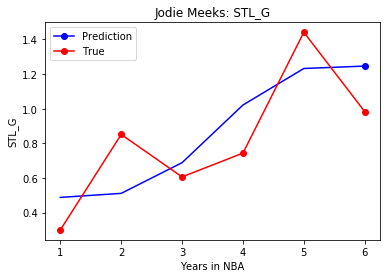 Jodie Meeks: STL_G
Prediction
True
STL_G
1.4
1.2
1.0
0.8
0.6
0.4
1 2 3 4 5 6
Years in NBA